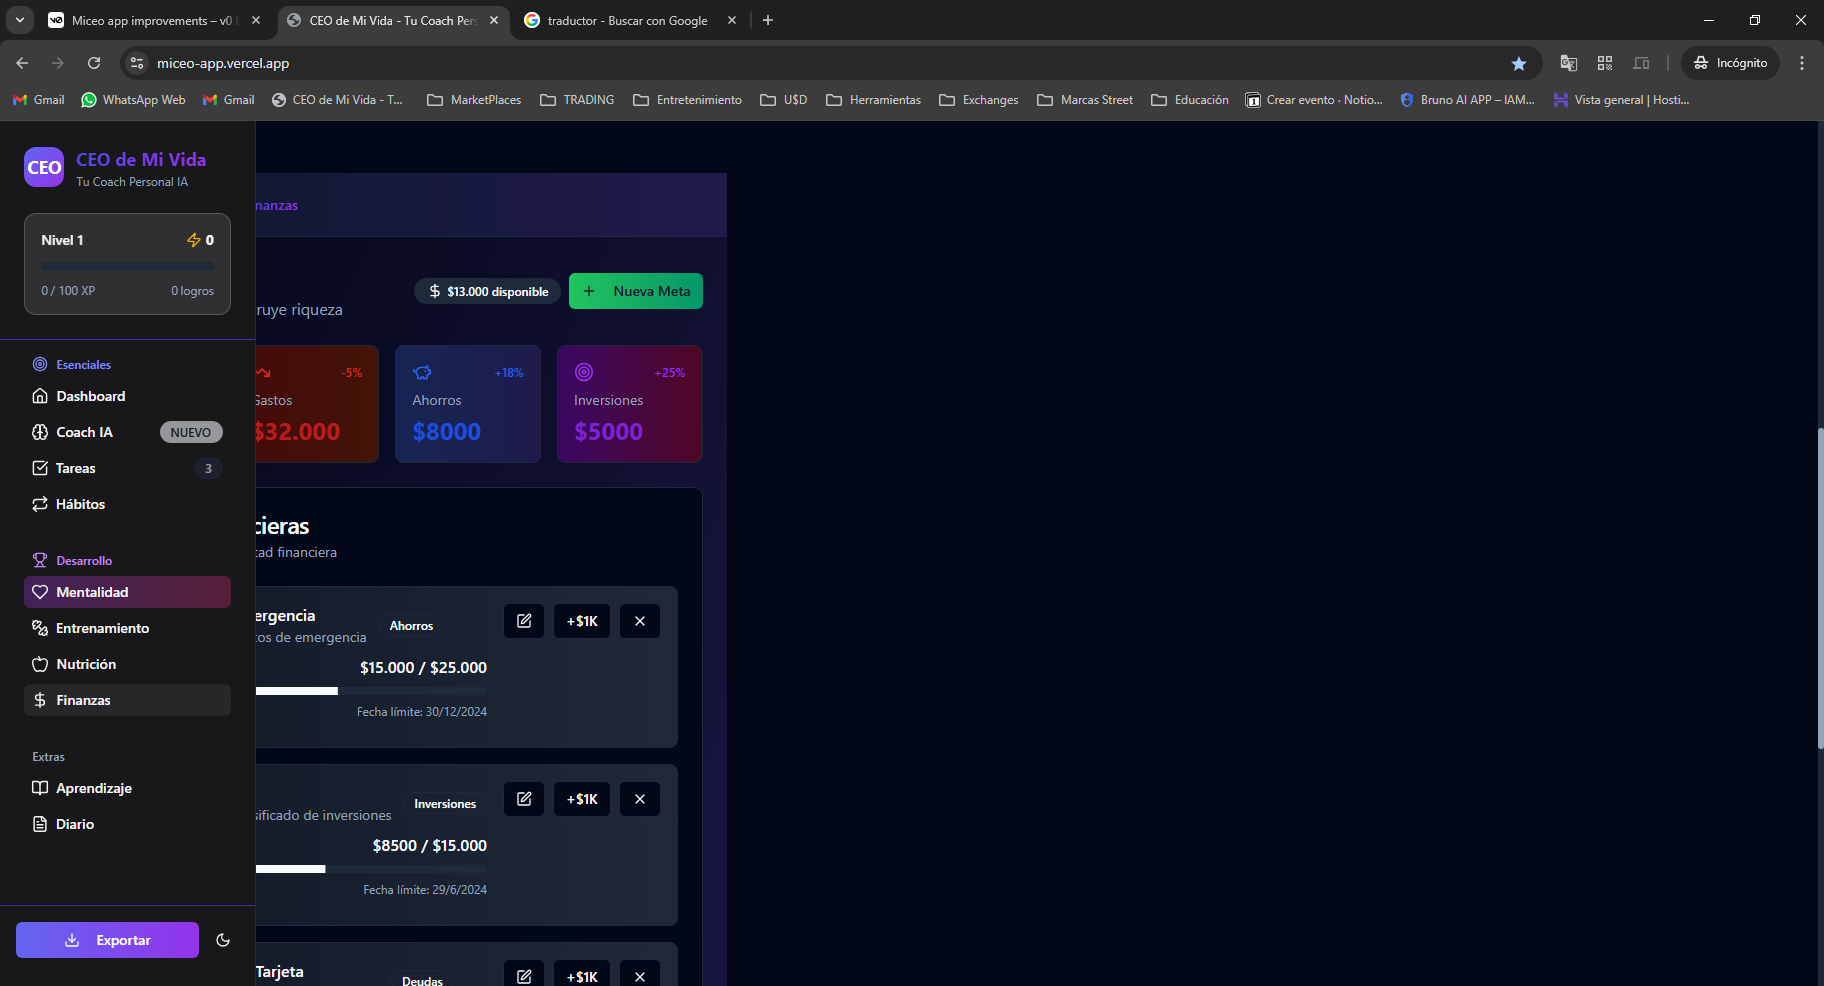 Miceo app improvements – v0
CEO de Mi Vida - Tu Coach Pers
traductor - Buscar con Google
miceo-app.vercel.app
Incógnito
Gmail
WhatsApp Web
Gmail
CEO de Mi Vida - T...
MarketPlaces
TRADING
Entretenimiento
U$D
Herramientas
Exchanges
Marcas Street
Educación
Crear evento · Notio...
Bruno AI APP – IAM...
Vista general | Hosti...
CEO
CEO de Mi Vida
Tu Coach Personal IA
Nivel 1
0
0 / 100 XP
0 logros
Esenciales
Dashboard
Coach IA
NUEVO
Tareas
3
Hábitos
Desarrollo
Mentalidad
Entrenamiento
Nutrición
Finanzas
Extras
Aprendizaje
Diario
Exportar
nanzas
$13.000 disponible
Nueva Meta
ruye riqueza
-5%
Gastos
$32.000
+18%
Ahorros
$8000
+25%
Inversiones
$5000
cieras
tad financiera
ergencia
Ahorros
+$1K
tos de emergencia
$15.000 / $25.000
Fecha límite: 30/12/2024
Inversiones
+$1K
sificado de inversiones
$8500 / $15.000
Fecha límite: 29/6/2024
Tarjeta
Deudas
+$1K